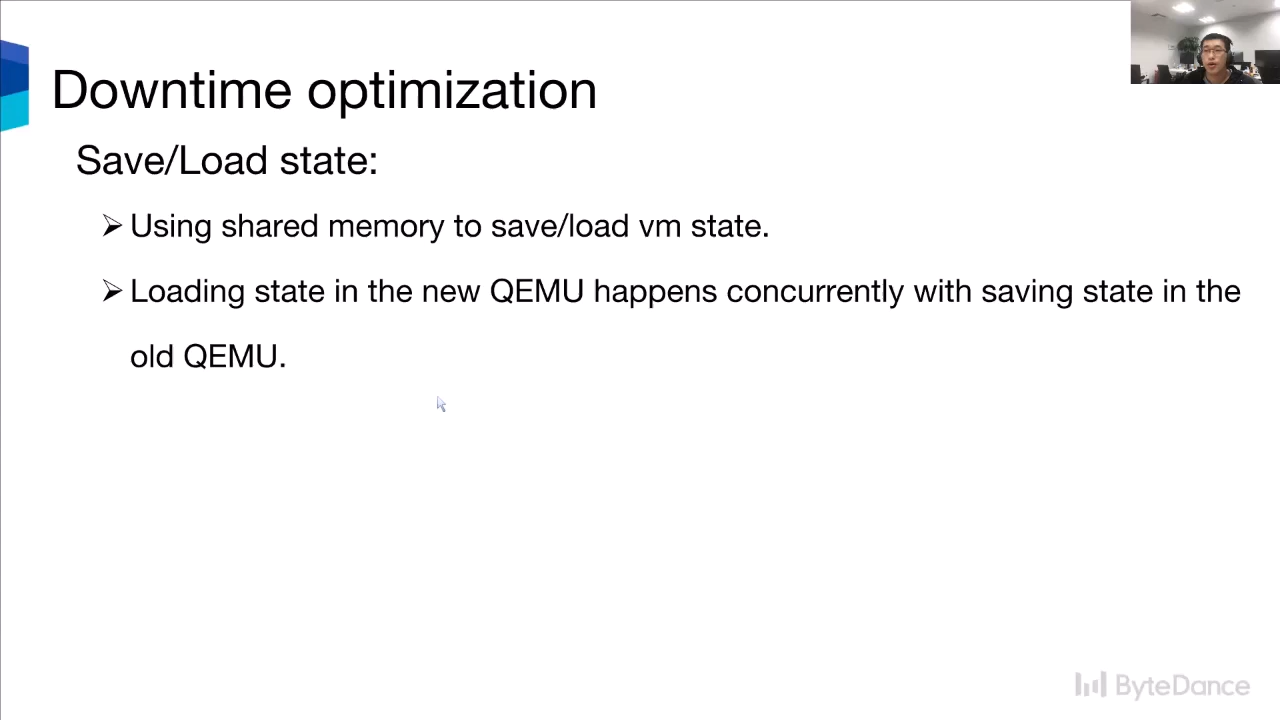 Downtime optimization
Save/Load state:
Using shared memory to save/load vm state.
Loading state in the new QEMU happens concurrently with saving state in the
old QEMU.
ByteDance